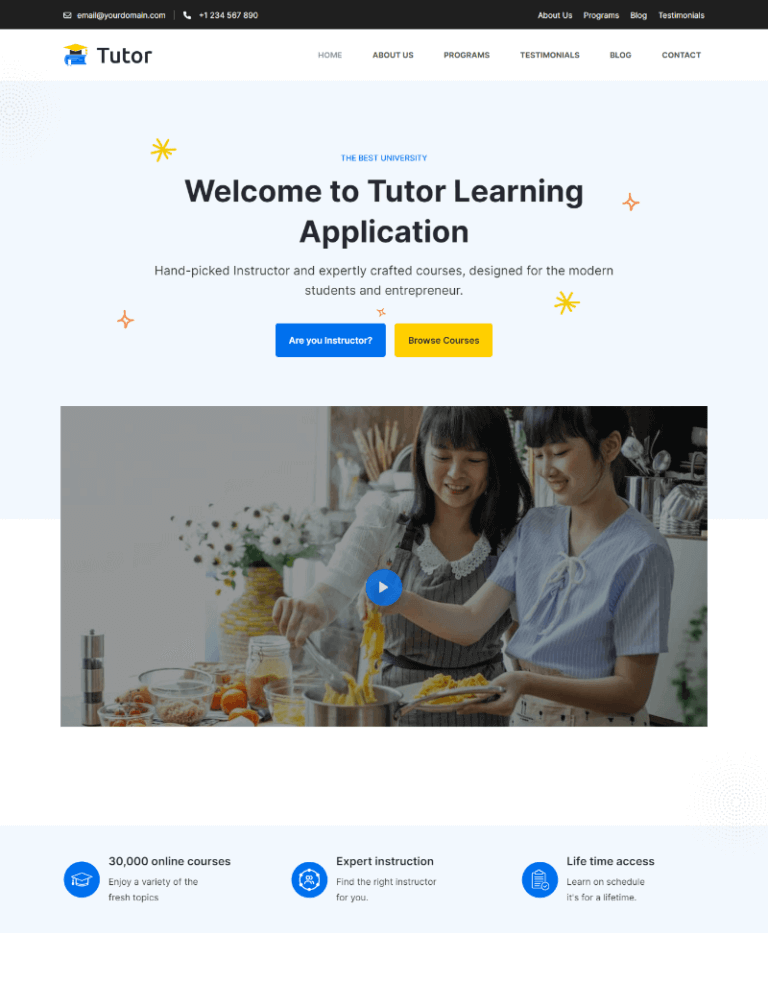 email@yourdomain.com
+1 234 567 890
About Us Programs Blog Testimonials
Tutor
HOME ABOUT US PROGRAMS TESTIMONIALS BLOG CONTACT
THE BEST UNIVERSITY
Welcome to Tutor Learning
Application
Hand-picked Instructor and expertly crafted courses, designed for the modern
students and entrepreneur.
Are you Instructor?
Browse Courses
30,000 online courses
Enjoy a variety of the
fresh topics
Expert instruction
Find the right instructor
for you.
Life time access
Learn on schedule
it's for a lifetime.